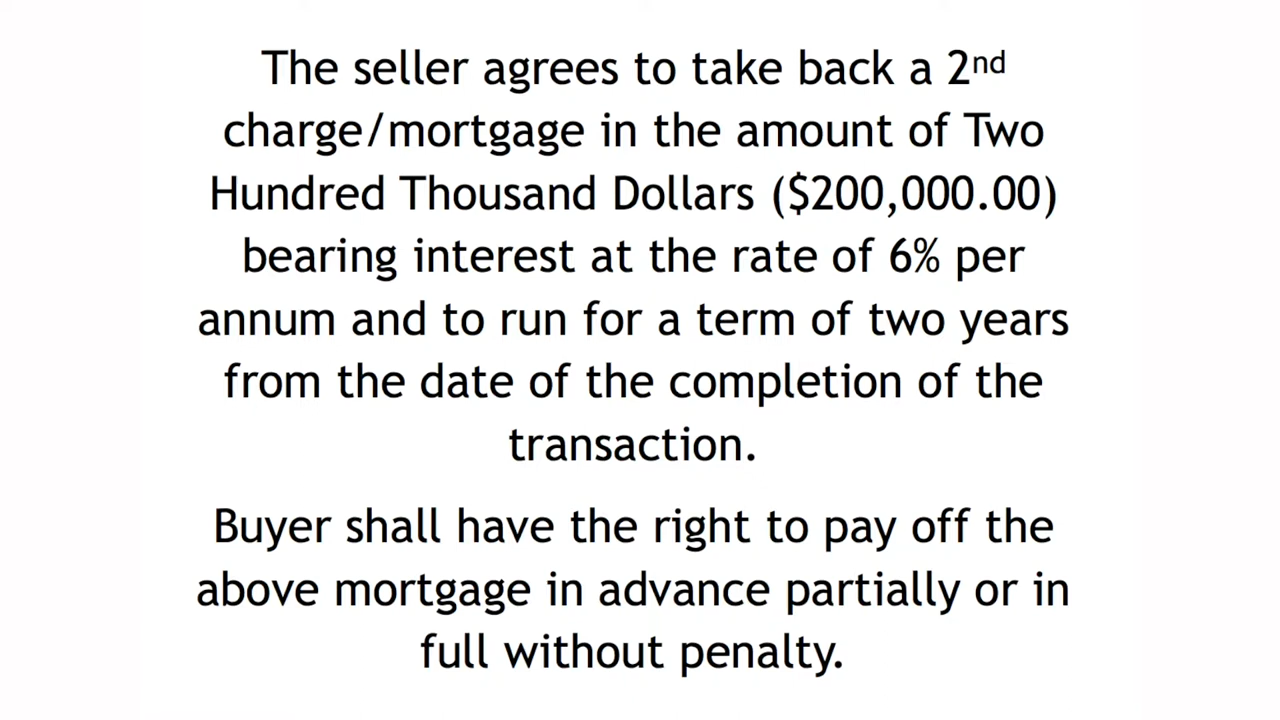 The seller agrees to take back a 2nd
charge/mortgage in the amount of Two
Hundred Thousand Dollars ($200,000.00)
bearing interest at the rate of 6% per
annum and to run for a term of two years
from the date of the completion of the
transaction.
Buyer shall have the right to pay off the
above mortgage in advance partially or in
full without penalty.